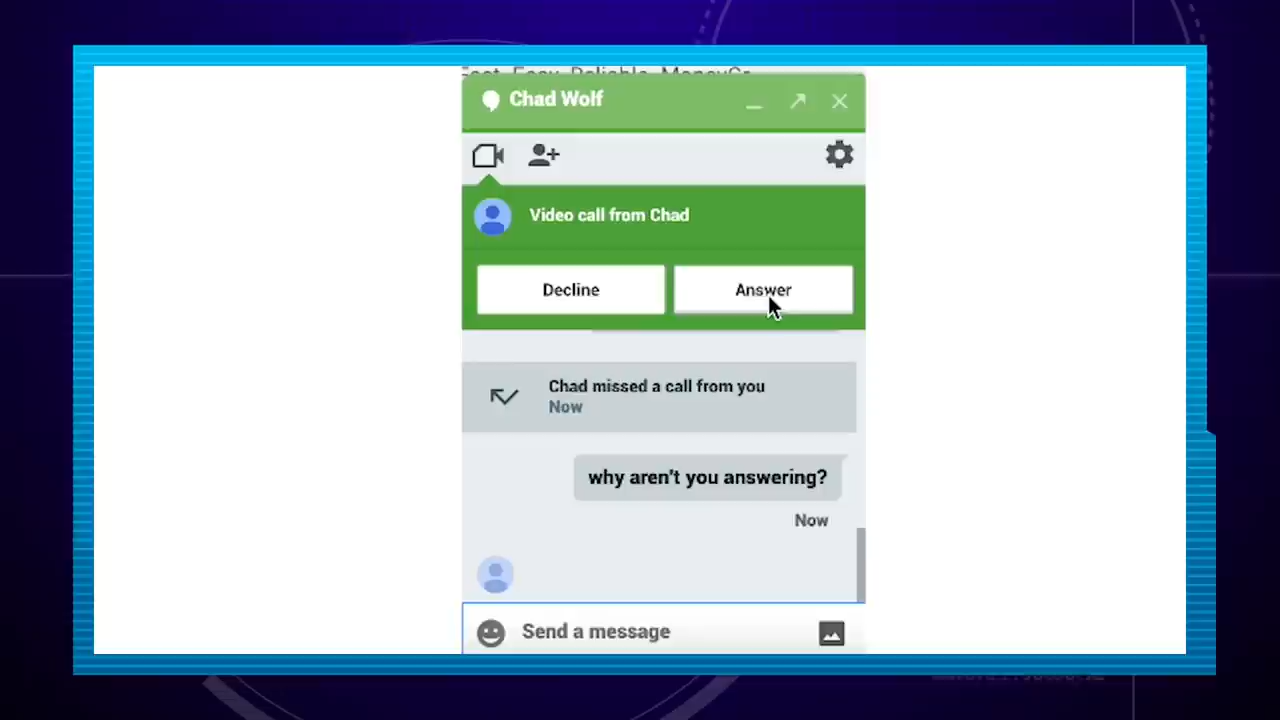 Chad Wolf
Video call from Chad
Decline
Answer
Chad missed a call from you
Now
why aren't you answering?
Now
Send a message